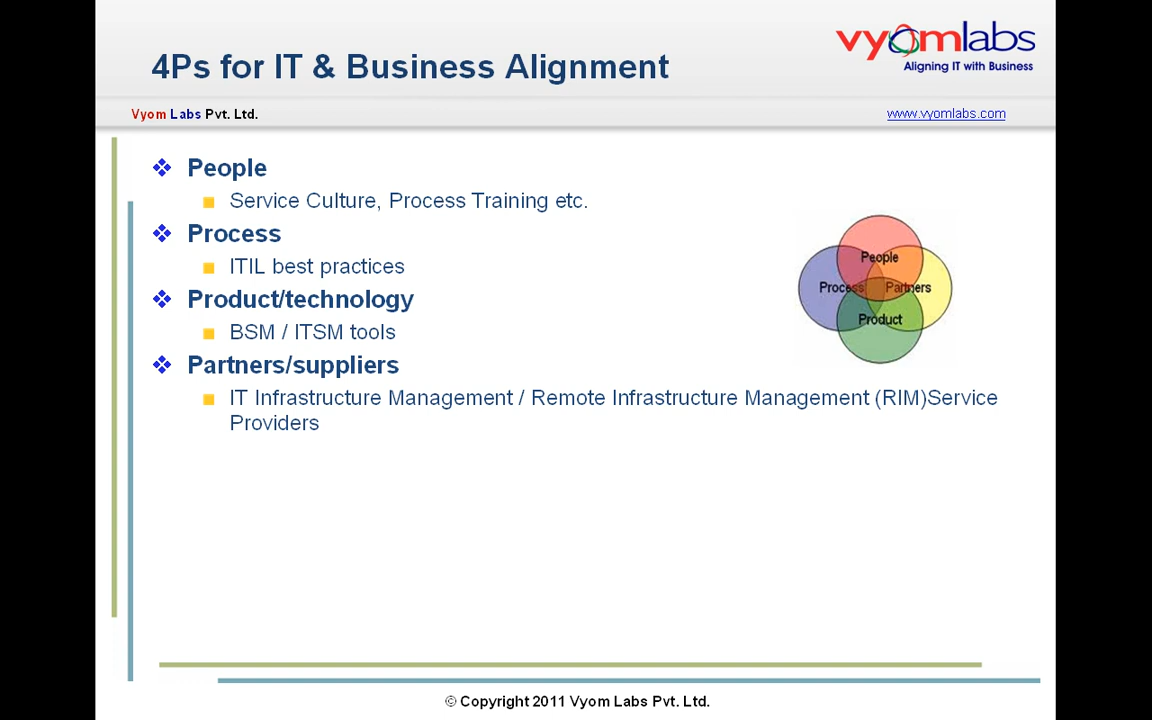 4Ps for IT & Business Alignment
vyomlabs
Aligning IT with Business
Vyom Labs Pvt. Ltd.
www.vyomlabs.com
People
Service Culture, Process Training etc.
Process
ITIL best practices
Product/technology
BSM / ITSM tools
Partners/suppliers
IT Infrastructure Management / Remote Infrastructure Management (RIM)Service
Providers
People
Process
Partners
Product
© Copyright 2011 Vyom Labs Pvt. Ltd.